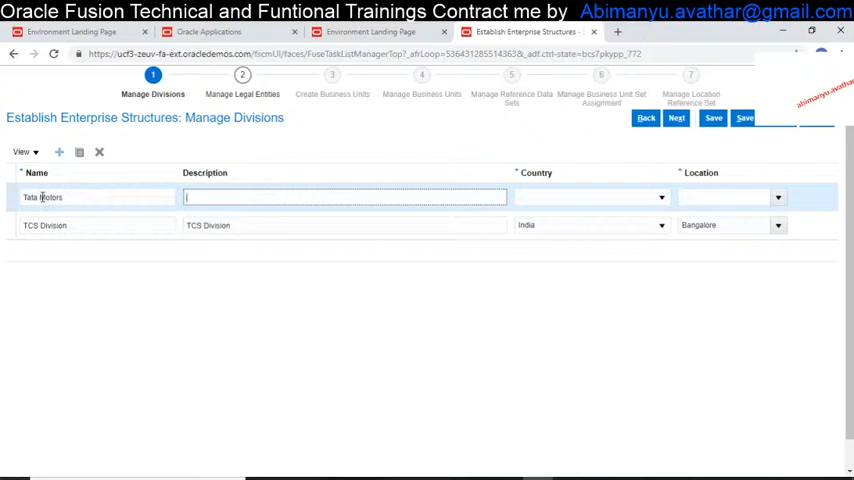 Oracle Fusion Technical and Funtional Trainings Contract me by Abimanyu.avathar@gmail.com
Environment Landing Page
Oracle Applications
Environment Landing Page
Establish Enterprise Structures -
https://ucf3-zeuv-fa-ext.oracledemos.com/fscmUI/faces/FuseTaskListManagerTop?_afrLoop=536431285514363&_adf.ctrl-state=bcs7pkypp_772
1 2 3 4 5 6 7
Manage Divisions
Manage Legal Entities
Create Business Units
Manage Business Units
Manage Reference Data Sets
Manage Business Unit Set Assignment
Manage Location Reference Set
abimanyu.avathar
Establish Enterprise Structures: Manage Divisions
Back Next Save Save
View
* Name Description * Country * Location
Tata Motors
TCS Division TCS Division India Bangalore